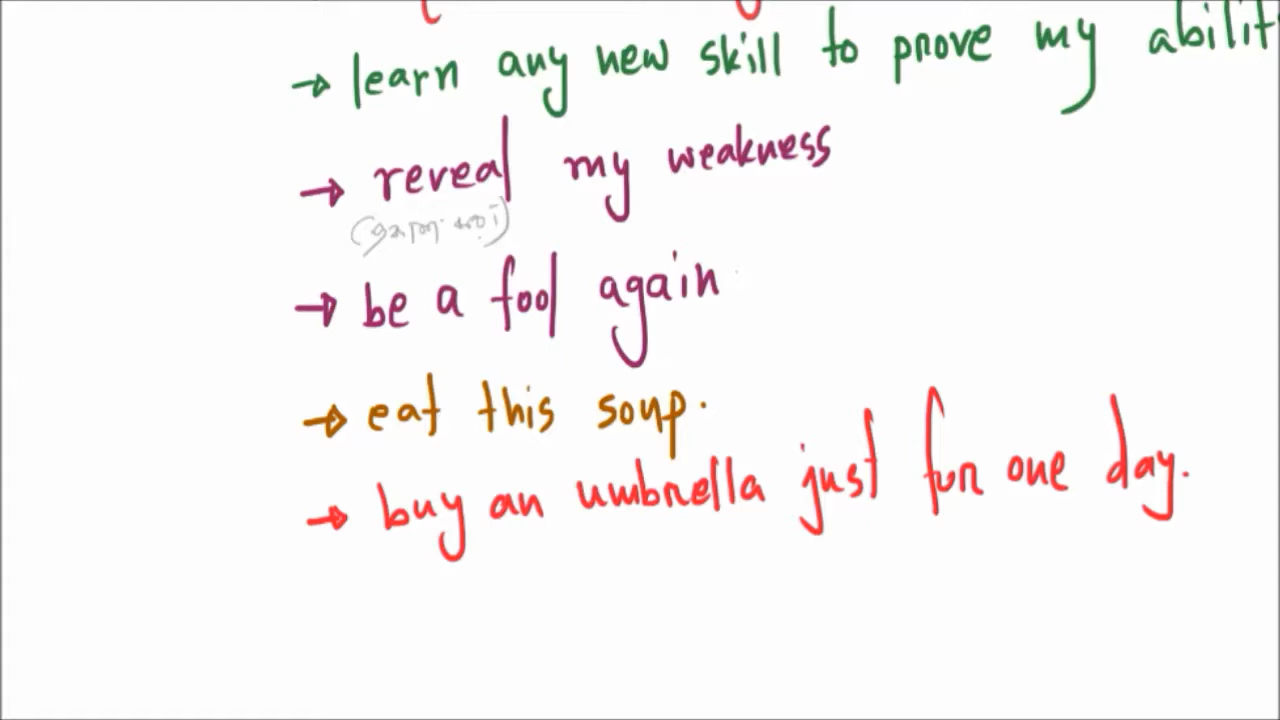 → learn any new skill to prove my abilit
→ reveal my weakness
→ be a fool again
→ eat this soup.
→ buy an umbrella just for one day.